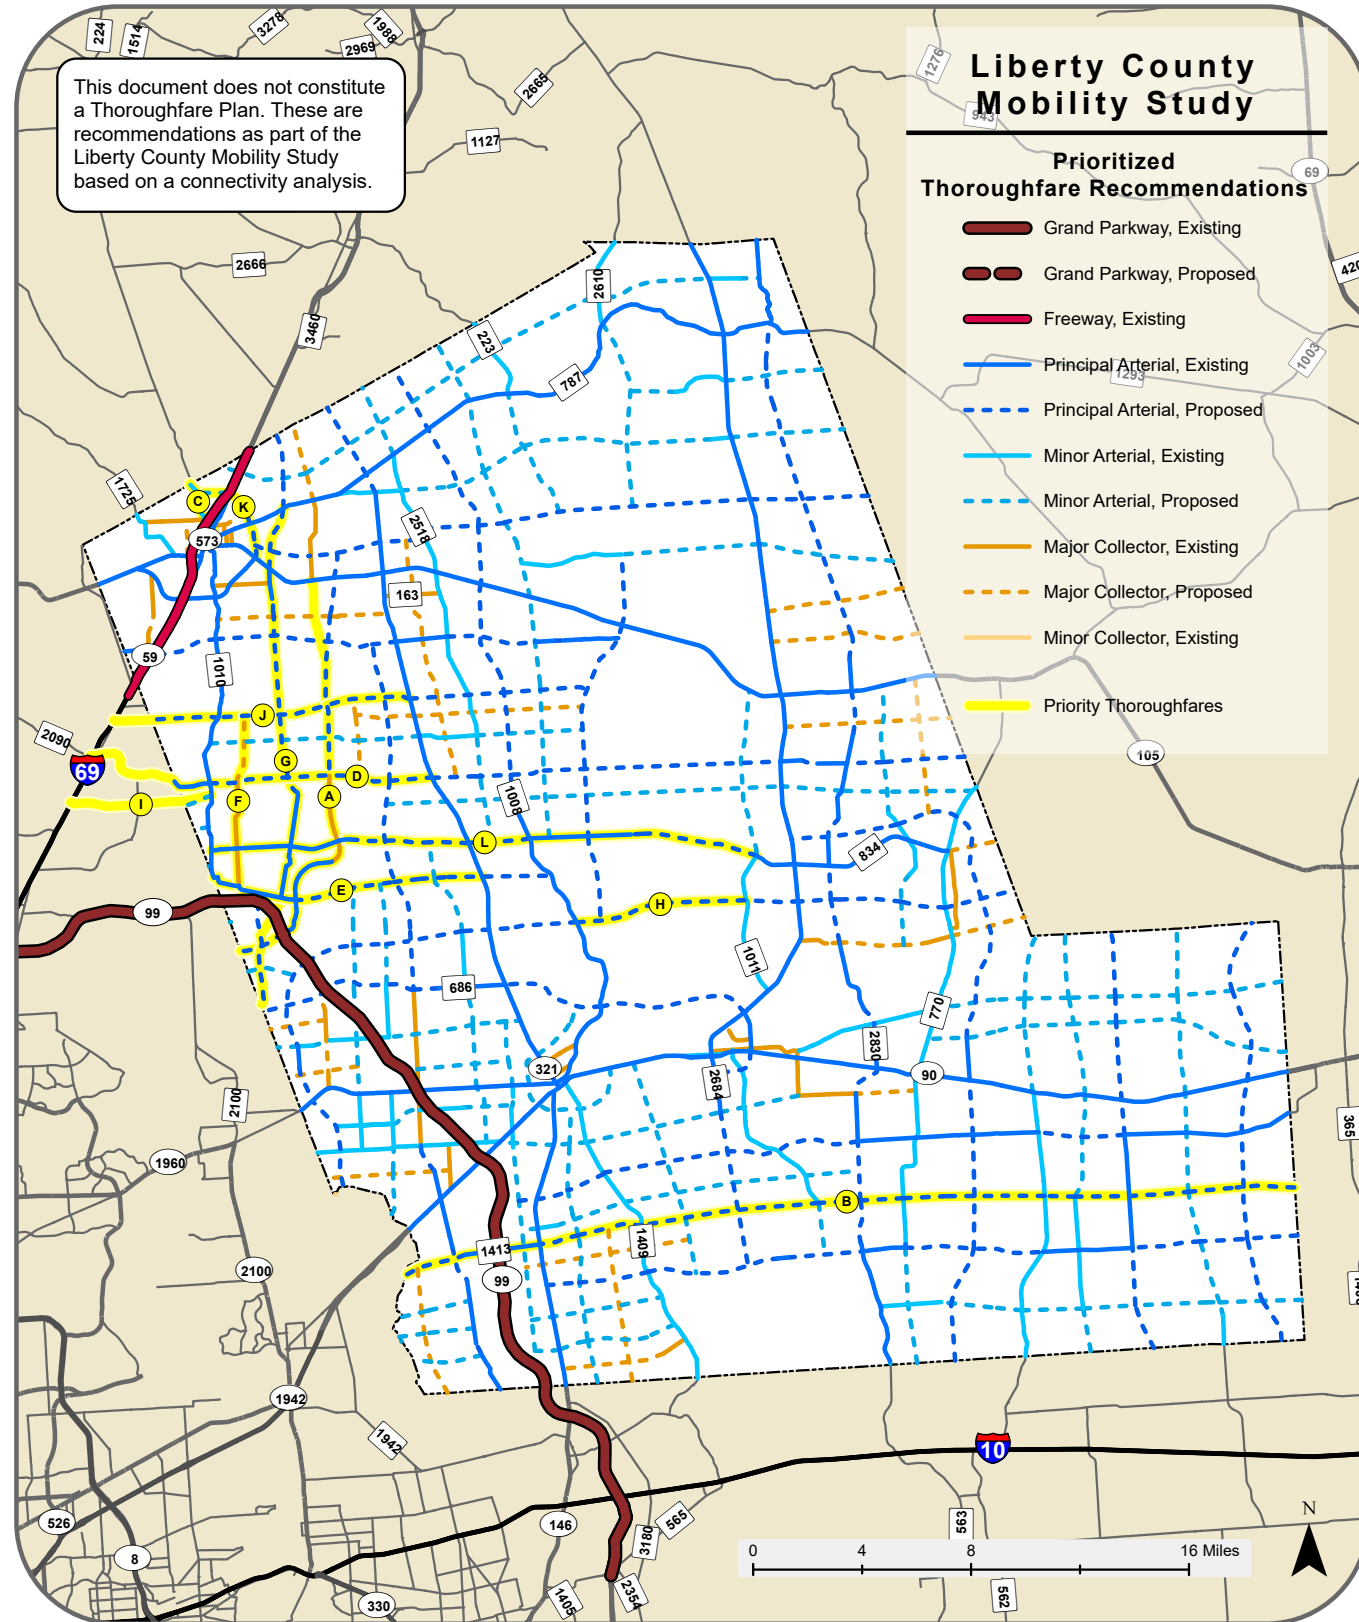 Liberty County
Mobility Study
Prioritized
Thoroughfare Recommendations
Grand Parkway, Existing
Grand Parkway, Proposed
Freeway, Existing
Principal Arterial, Existing
Principal Arterial, Proposed
Minor Arterial, Existing
Minor Arterial, Proposed
Major Collector, Existing
Major Collector, Proposed
Minor Collector, Existing
Priority Thoroughfares
This document does not constitute
a Thoroughfare Plan. These are
recommendations as part of the
Liberty County Mobility Study
based on a connectivity analysis.
224
1514
3278
1988
2969
2665
1127
1276
943
69
420
2666
3460
2610
223
787
1293
1003
1725
C
K
573
2518
163
59
1010
J
2090
69
G
D
F
A
I
1008
105
L
834
E
H
99
1011
686
770
2830
321
2684
90
2100
365
1960
B
1413
1409
99
2100
1942
1942
10
526
8
146
3180
565
330
1405
2354
563
562
N
0
4
8
16 Miles